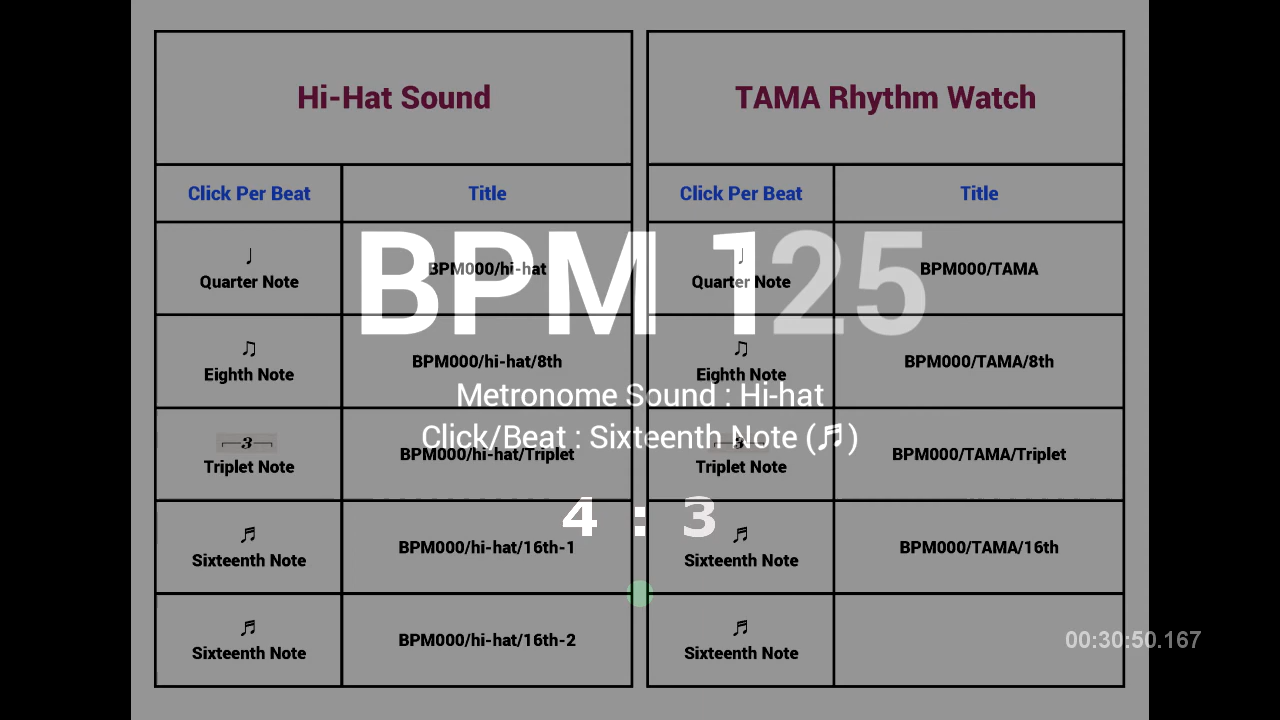 Hi-Hat Sound
TAMA Rhythm Watch
Click Per Beat
Title
Click Per Beat
Title
BPM 125
♩
Quarter Note
BPM000/hi-hat
♩
Quarter Note
BPM000/TAMA
♫
Eighth Note
BPM000/hi-hat/8th
♫
Eighth Note
BPM000/TAMA/8th
Metronome Sound : Hi-hat
Click/Beat : Sixteenth Note (♬)
3
Triplet Note
BPM000/hi-hat/Triplet
3
Triplet Note
BPM000/TAMA/Triplet
4 : 3
♬
Sixteenth Note
BPM000/hi-hat/16th-1
♬
Sixteenth Note
BPM000/TAMA/16th
♬
Sixteenth Note
BPM000/hi-hat/16th-2
♬
Sixteenth Note
00:30:50.167